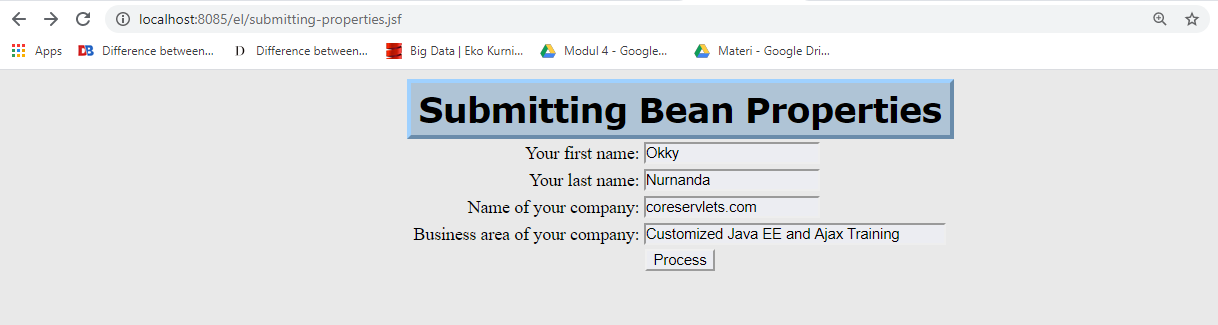 localhost:8085/el/submitting-properties.jsf
Apps DB Difference between... D Difference between... Big Data | Eko Kurni... Modul 4 - Google... Materi - Google Dri...
Submitting Bean Properties
Your first name: Okky
Your last name: Nurnanda
Name of your company: coreservlets.com
Business area of your company: Customized Java EE and Ajax Training
Process